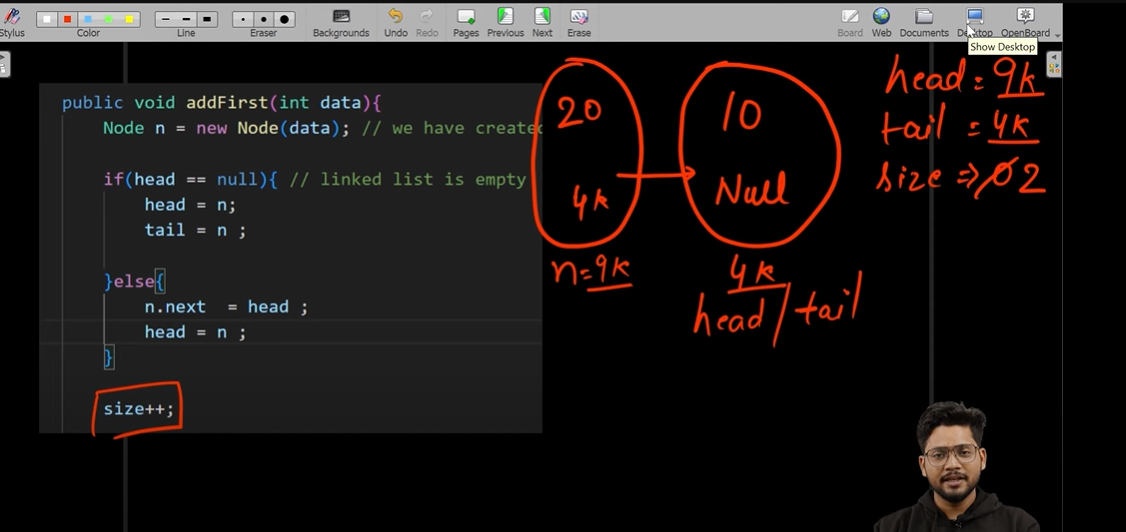 Stylus
Color
Line
Eraser
Backgrounds
Undo
Redo
Pages
Previous
Next
Erase
Board
Web
Documents
Desktop
OpenBoard
Show Desktop
public void addFirst(int data){
Node n = new Node(data); // we have create
if(head == null){ // linked list is empty
head = n;
tail = n ;
}else{
n.next = head ;
head = n ;
}
size++;
20
4k
n=9k
10
Null
4k
head/tail
head = 9k
tail = 4k
size => 0 2